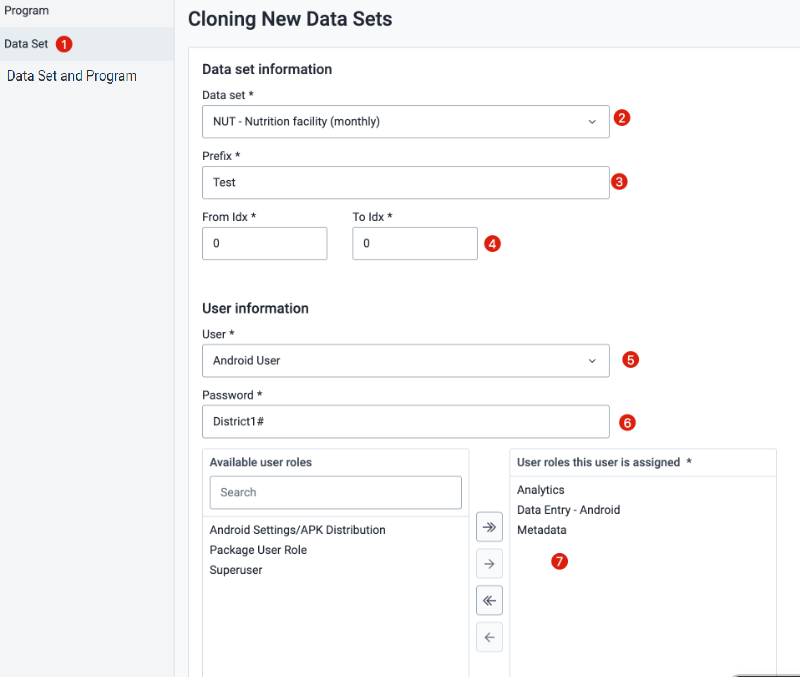 Program
Cloning New Data Sets
Data Set 1
Data Set and Program
Data set information
Data set *
NUT - Nutrition facility (monthly) 2
Prefix *
Test 3
From Idx * To Idx *
0 0 4
User information
User *
Android User 5
Password *
District1# 6
Available user roles
Search
Android Settings/APK Distribution
Package User Role
Superuser
User roles this user is assigned *
Analytics
Data Entry - Android
Metadata
7